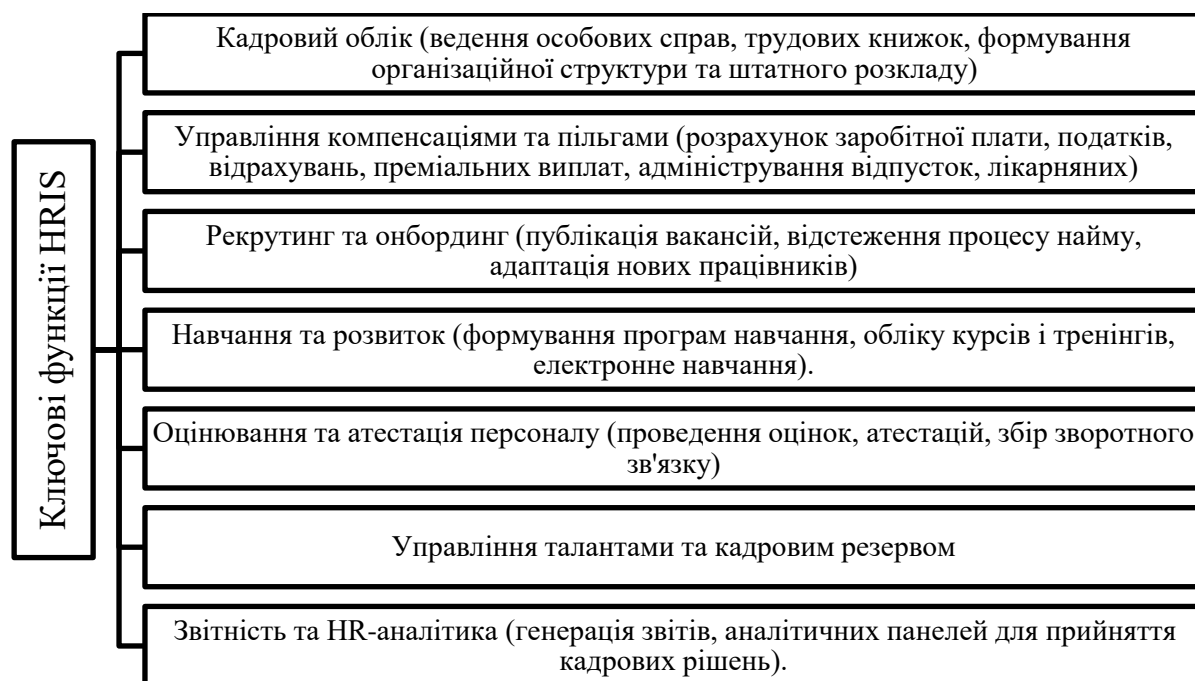 Ключові функції HRIS
Кадровий облік (ведення особових справ, трудових книжок, формування
організаційної структури та штатного розкладу)
Управління компенсаціями та пільгами (розрахунок заробітної плати, податків,
відрахувань, преміальних виплат, адміністрування відпусток, лікарняних)
Рекрутинг та онбординг (публікація вакансій, відстеження процесу найму,
адаптація нових працівників)
Навчання та розвиток (формування програм навчання, обліку курсів і тренінгів,
електронне навчання).
Оцінювання та атестація персоналу (проведення оцінок, атестацій, збір зворотного
зв'язку)
Управління талантами та кадровим резервом
Звітність та HR-аналітика (генерація звітів, аналітичних панелей для прийняття
кадрових рішень).